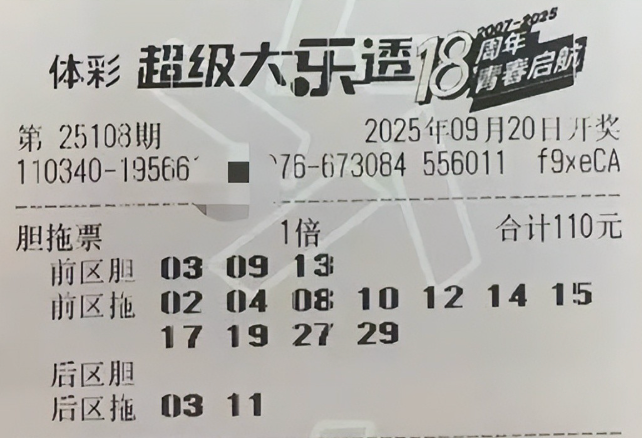 体彩 超级大乐透 18 2007-2025 周年 青春启航
第 25108期 2025年09月20日开奖
110340-19566 76-673084 556011 f9xeCA
胆拖票 1倍 合计110元
前区胆 03 09 13
前区拖 02 04 08 10 12 14 15
17 19 27 29
后区胆
后区拖 03 11